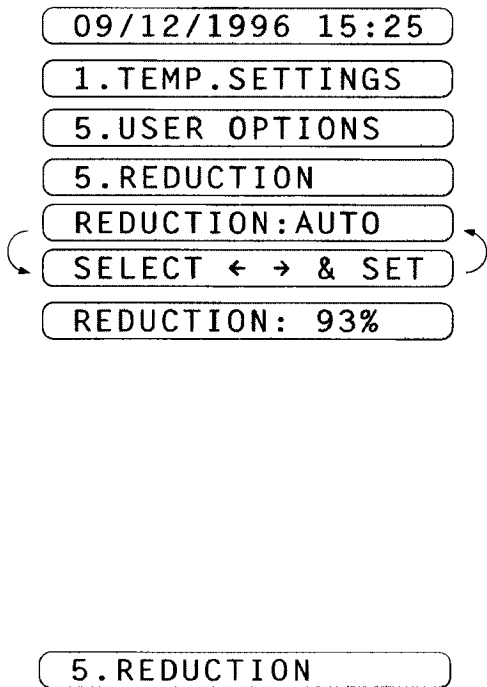 09/12/1996 15:25
1.TEMP.SETTINGS
5.USER OPTIONS
5.REDUCTION
REDUCTION:AUTO
SELECT ← → & SET
REDUCTION: 93%
5.REDUCTION